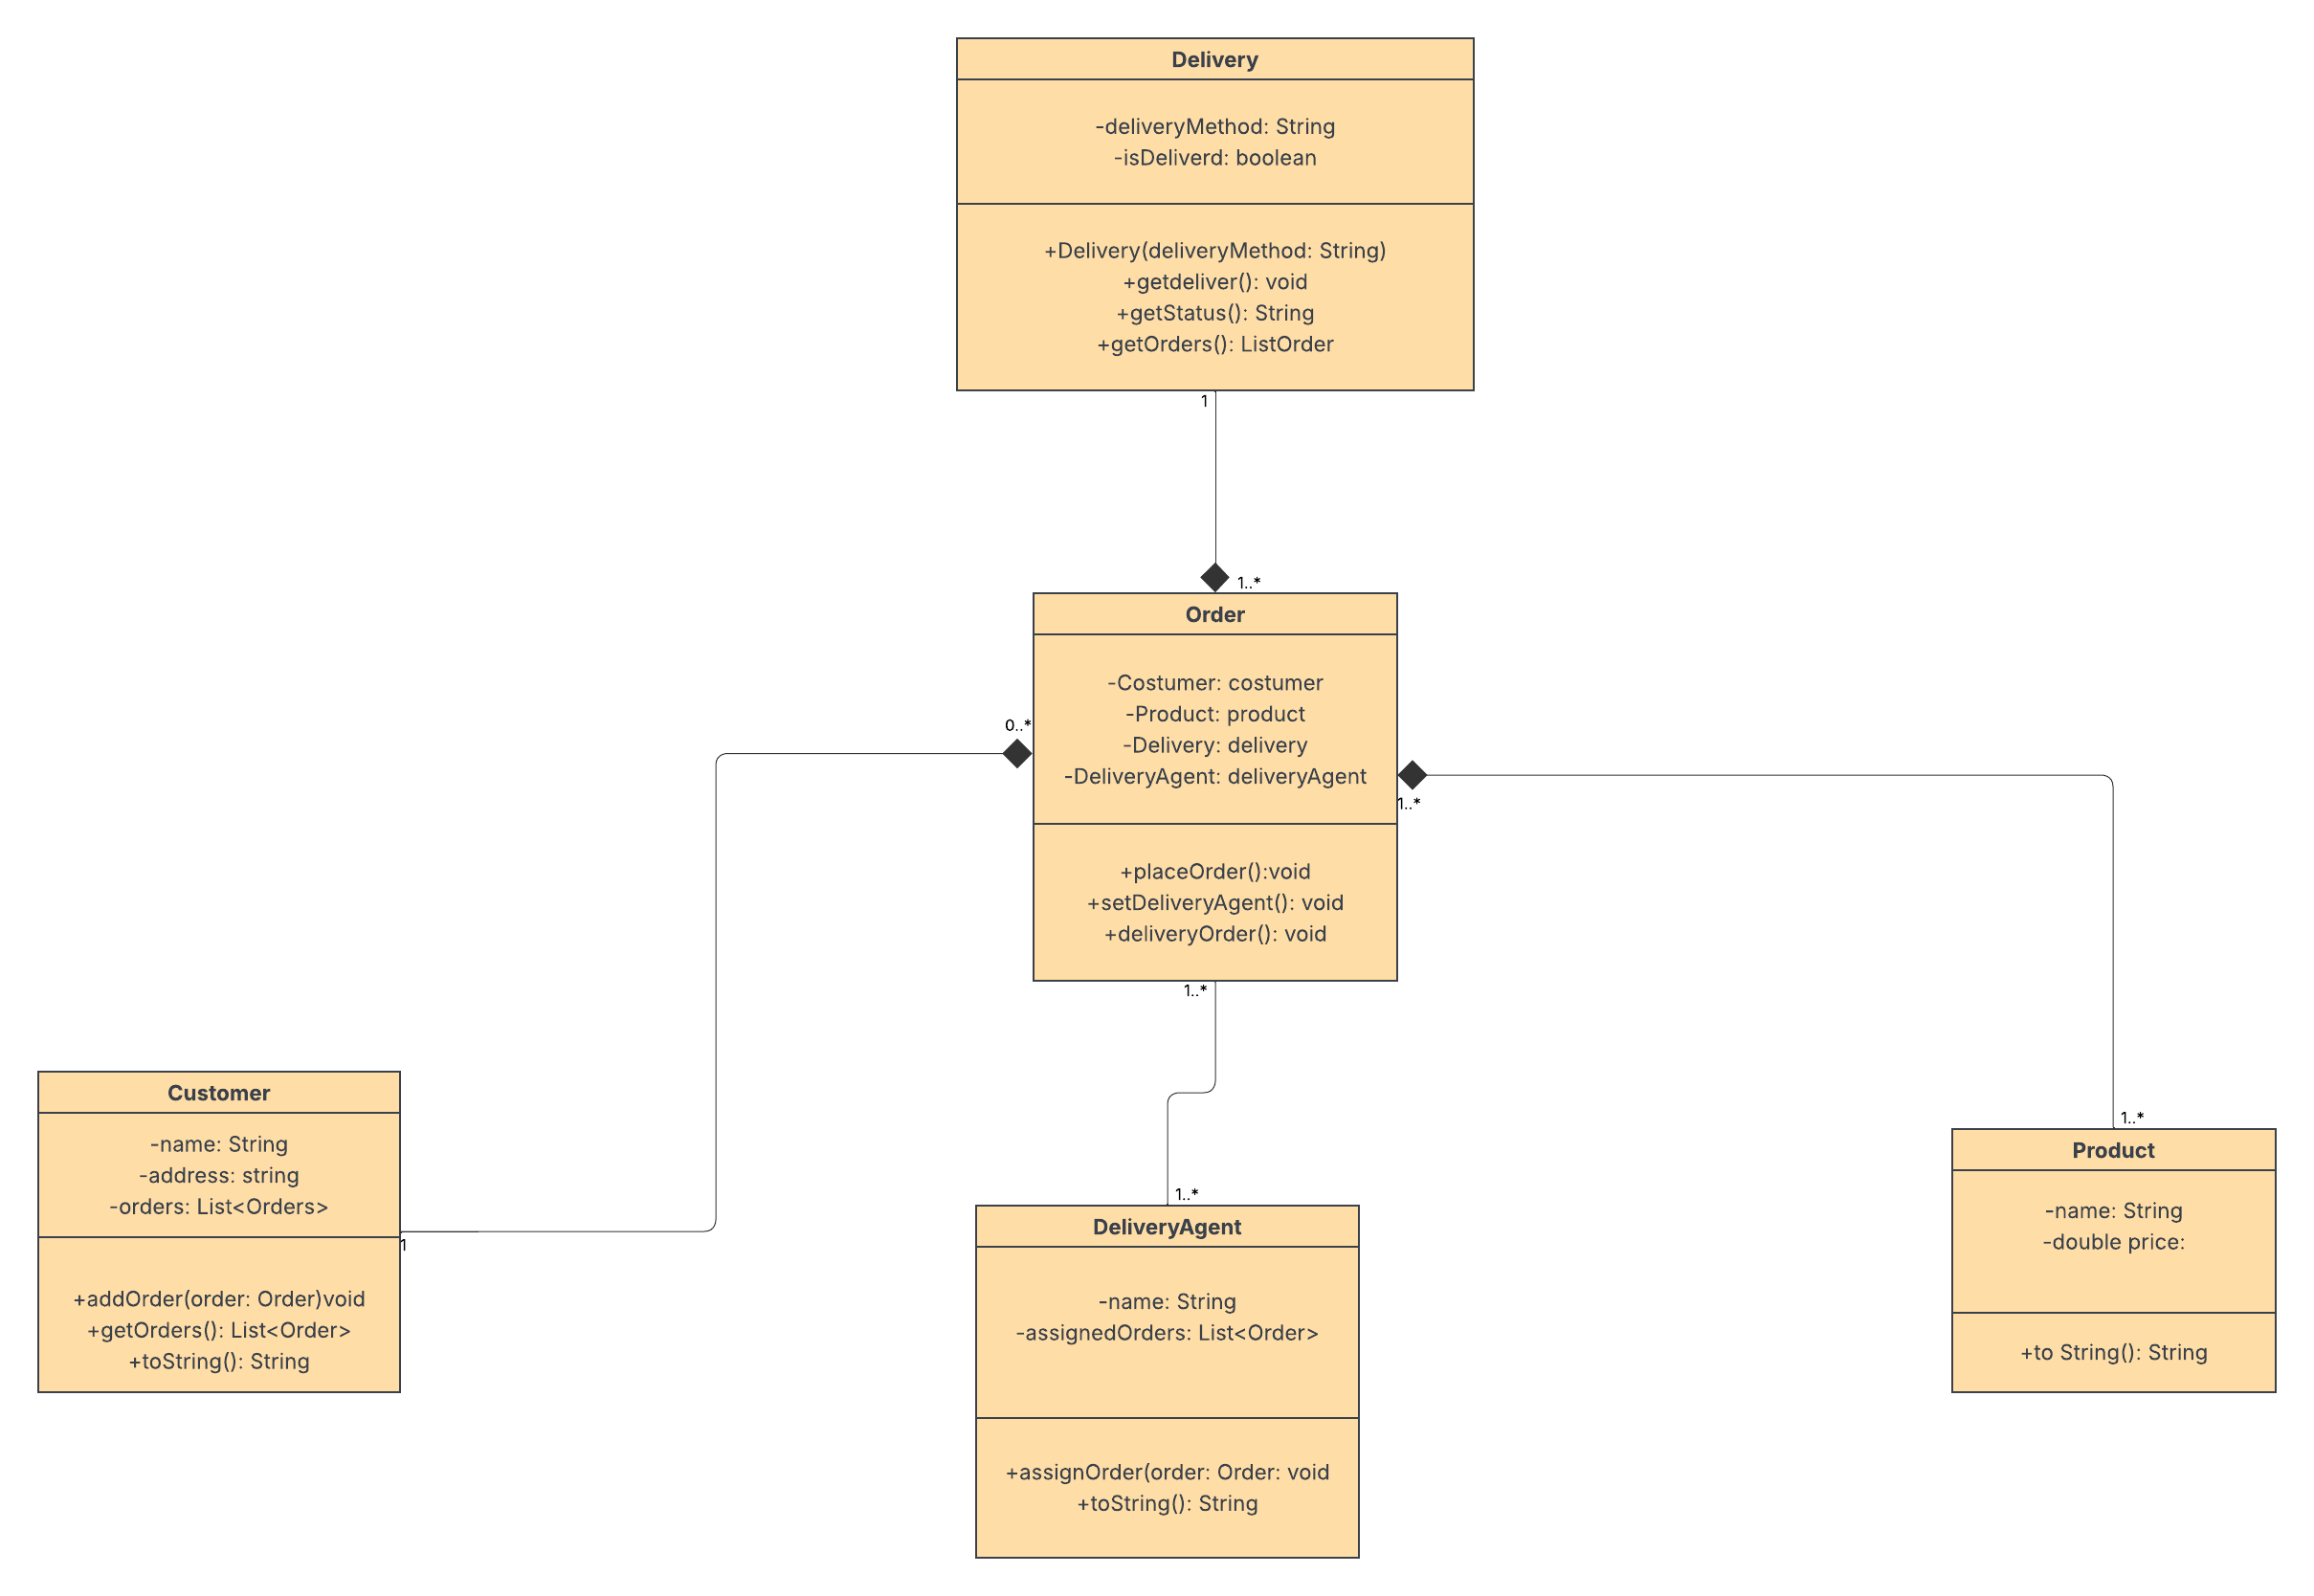 Delivery
-deliveryMethod: String
-isDeliverd: boolean
+Delivery(deliveryMethod: String)
+getdeliver(): void
+getStatus(): String
+getOrders(): ListOrder
1
1..*
Order
-Costumer: costumer
-Product: product
-Delivery: delivery
-DeliveryAgent: deliveryAgent
+placeOrder():void
+setDeliveryAgent(): void
+deliveryOrder(): void
0..*
1..*
1..*
Customer
-name: String
-address: string
-orders: List<Orders>
+addOrder(order: Order)void
+getOrders(): List<Order>
+toString(): String
1
1..*
DeliveryAgent
-name: String
-assignedOrders: List<Order>
+assignOrder(order: Order: void
+toString(): String
1..*
Product
-name: String
-double price:
+to String(): String